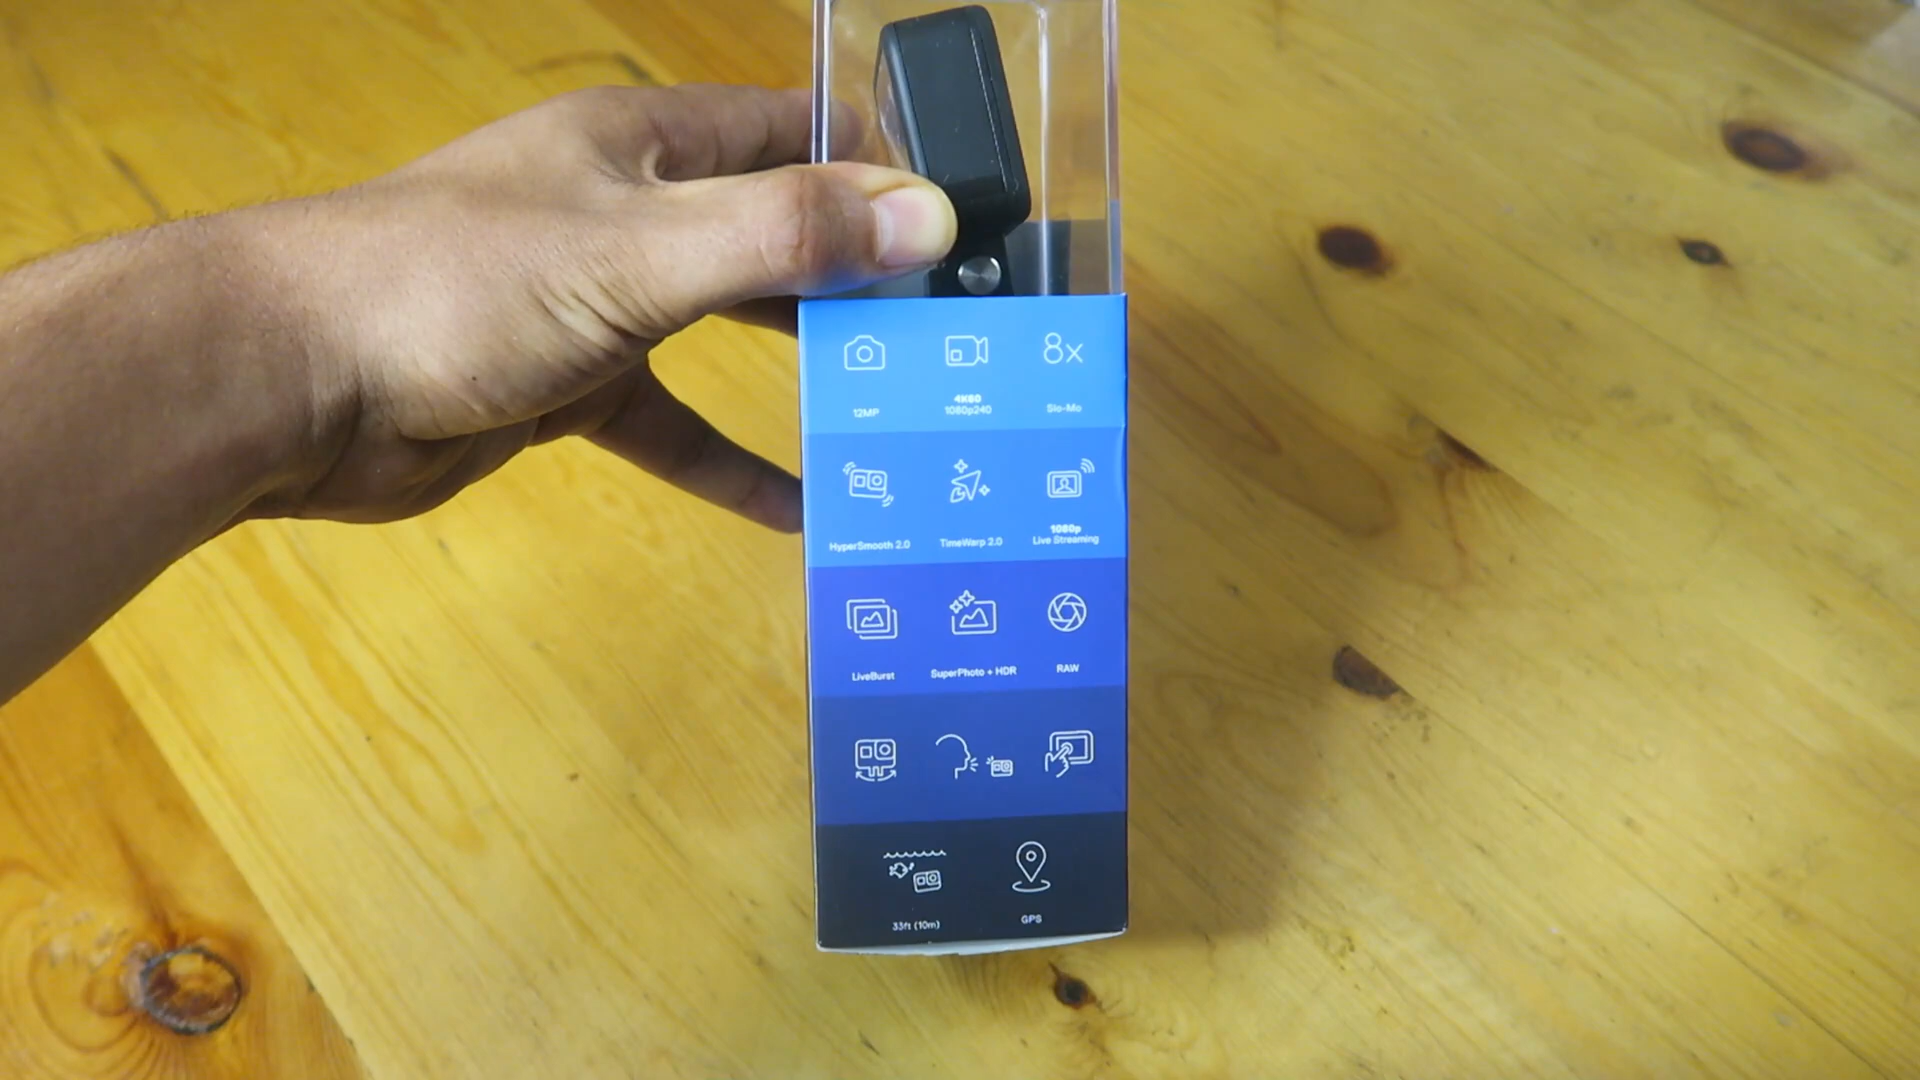 8x
12MP
4K60
1080p240
Slo-Mo
HyperSmooth 2.0
TimeWarp 2.0
1080p
Live Streaming
LiveBurst
SuperPhoto + HDR
RAW
33ft (10m)
GPS